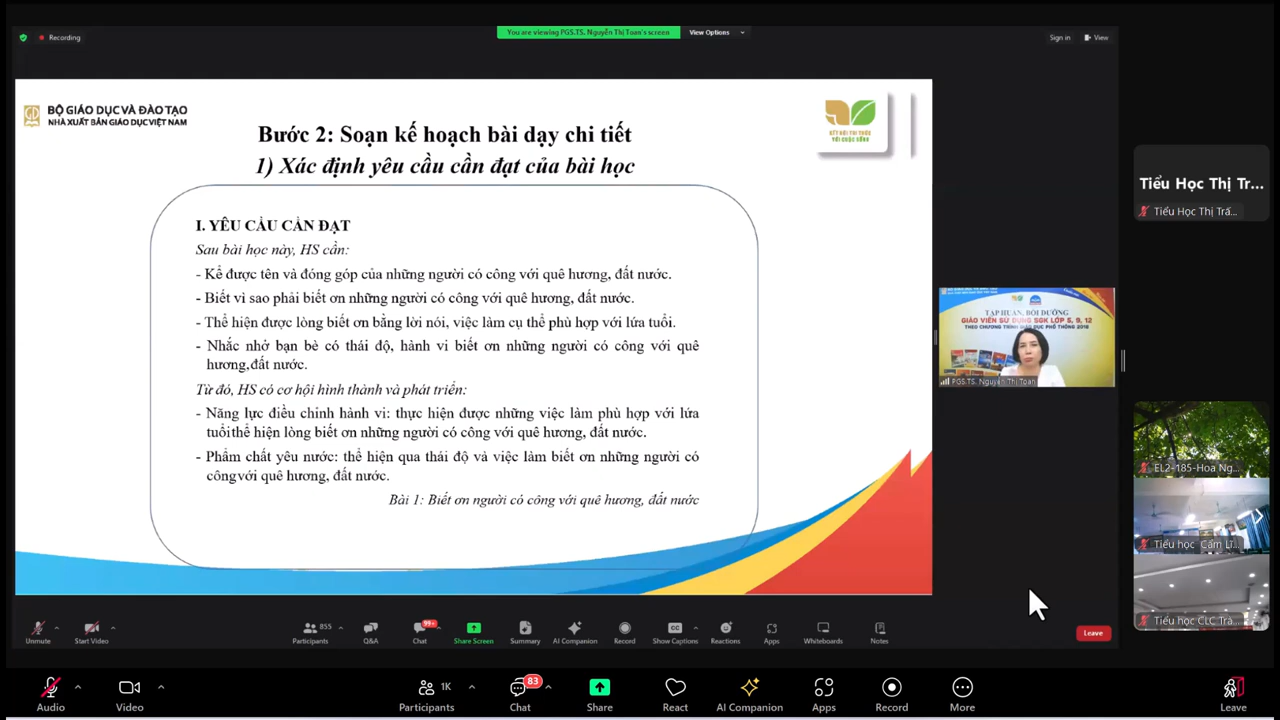 Recording
You are viewing PGS.TS. Nguyễn Thị Toan's screen
View Options
Sign in
View
BỘ GIÁO DỤC VÀ ĐÀO TẠO
NHÀ XUẤT BẢN GIÁO DỤC VIỆT NAM
KẾT NỐI TRI THỨC
VỚI CUỘC SỐNG
Bước 2: Soạn kế hoạch bài dạy chi tiết
1) Xác định yêu cầu cần đạt của bài học
I. YÊU CẦU CẦN ĐẠT
Sau bài học này, HS cần:
- Kể được tên và đóng góp của những người có công với quê hương, đất nước.
- Biết vì sao phải biết ơn những người có công với quê hương, đất nước.
- Thể hiện được lòng biết ơn bằng lời nói, việc làm cụ thể phù hợp với lứa tuổi.
- Nhắc nhở bạn bè có thái độ, hành vi biết ơn những người có công với quê
hương,đất nước.
Từ đó, HS có cơ hội hình thành và phát triển:
- Năng lực điều chỉnh hành vi: thực hiện được những việc làm phù hợp với lứa
tuổithể hiện lòng biết ơn những người có công với quê hương, đất nước.
- Phẩm chất yêu nước: thể hiện qua thái độ và việc làm biết ơn những người có
côngvới quê hương, đất nước.
Bài 1: Biết ơn người có công với quê hương, đất nước
TẬP HUẤN, BỒI DƯỠNG
GIÁO VIÊN SỬ DỤNG SGK LỚP 5, 9, 12
THEO CHƯƠNG TRÌNH GIÁO DỤC PHỔ THÔNG 2018
PGS.TS. Nguyễn Thị Toan
Tiểu Học Thị Tr...
Tiểu Học Thị Trấ...
EL2-185-Hoa Ng...
Tiểu học Cẩm Lĩ...
Tiểu học CLC Trà...
Unmute
Start Video
855
Participants
Q&A
99+
Chat
Share Screen
Summary
AI Companion
Record
CC
Show Captions
Reactions
Apps
Whiteboards
Notes
Leave
Audio
Video
1K
Participants
83
Chat
Share
React
AI Companion
Apps
Record
More
Leave